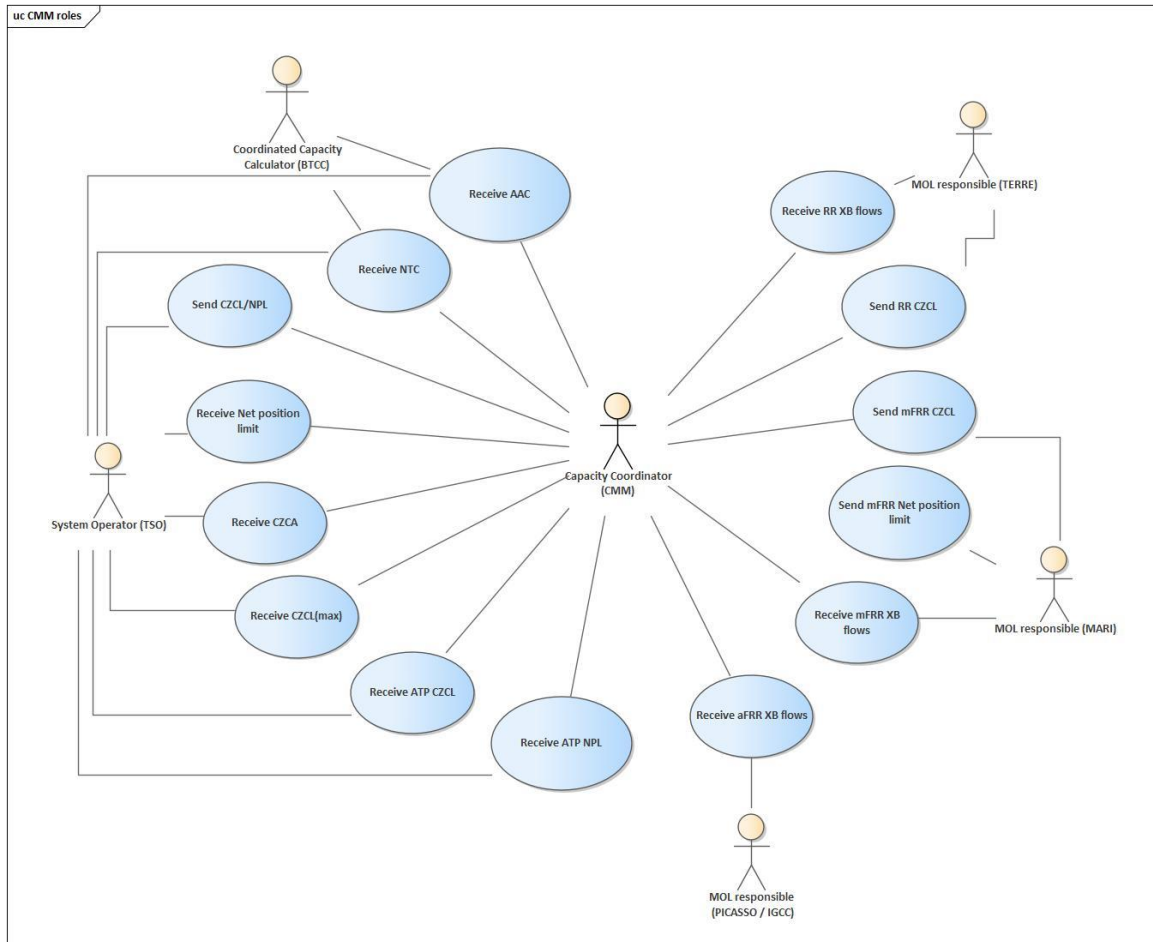 uc CMM roles
Coordinated Capacity
Calculator (BTCC)
MOL responsible (TERRE)
Receive AAC
Receive RR XB flows
Receive NTC
Send CZCL/NPL
Send RR CZCL
Receive Net position
limit
Send mFRR CZCL
Capacity Coordinator
(CMM)
System Operator (TSO)
Receive CZCA
Send mFRR Net position
limit
Receive CZCL(max)
Receive mFRR XB
flows
MOL responsible (MARI)
Receive ATP CZCL
Receive ATP NPL
Receive aFRR XB flows
MOL responsible
(PICASSO / IGCC)